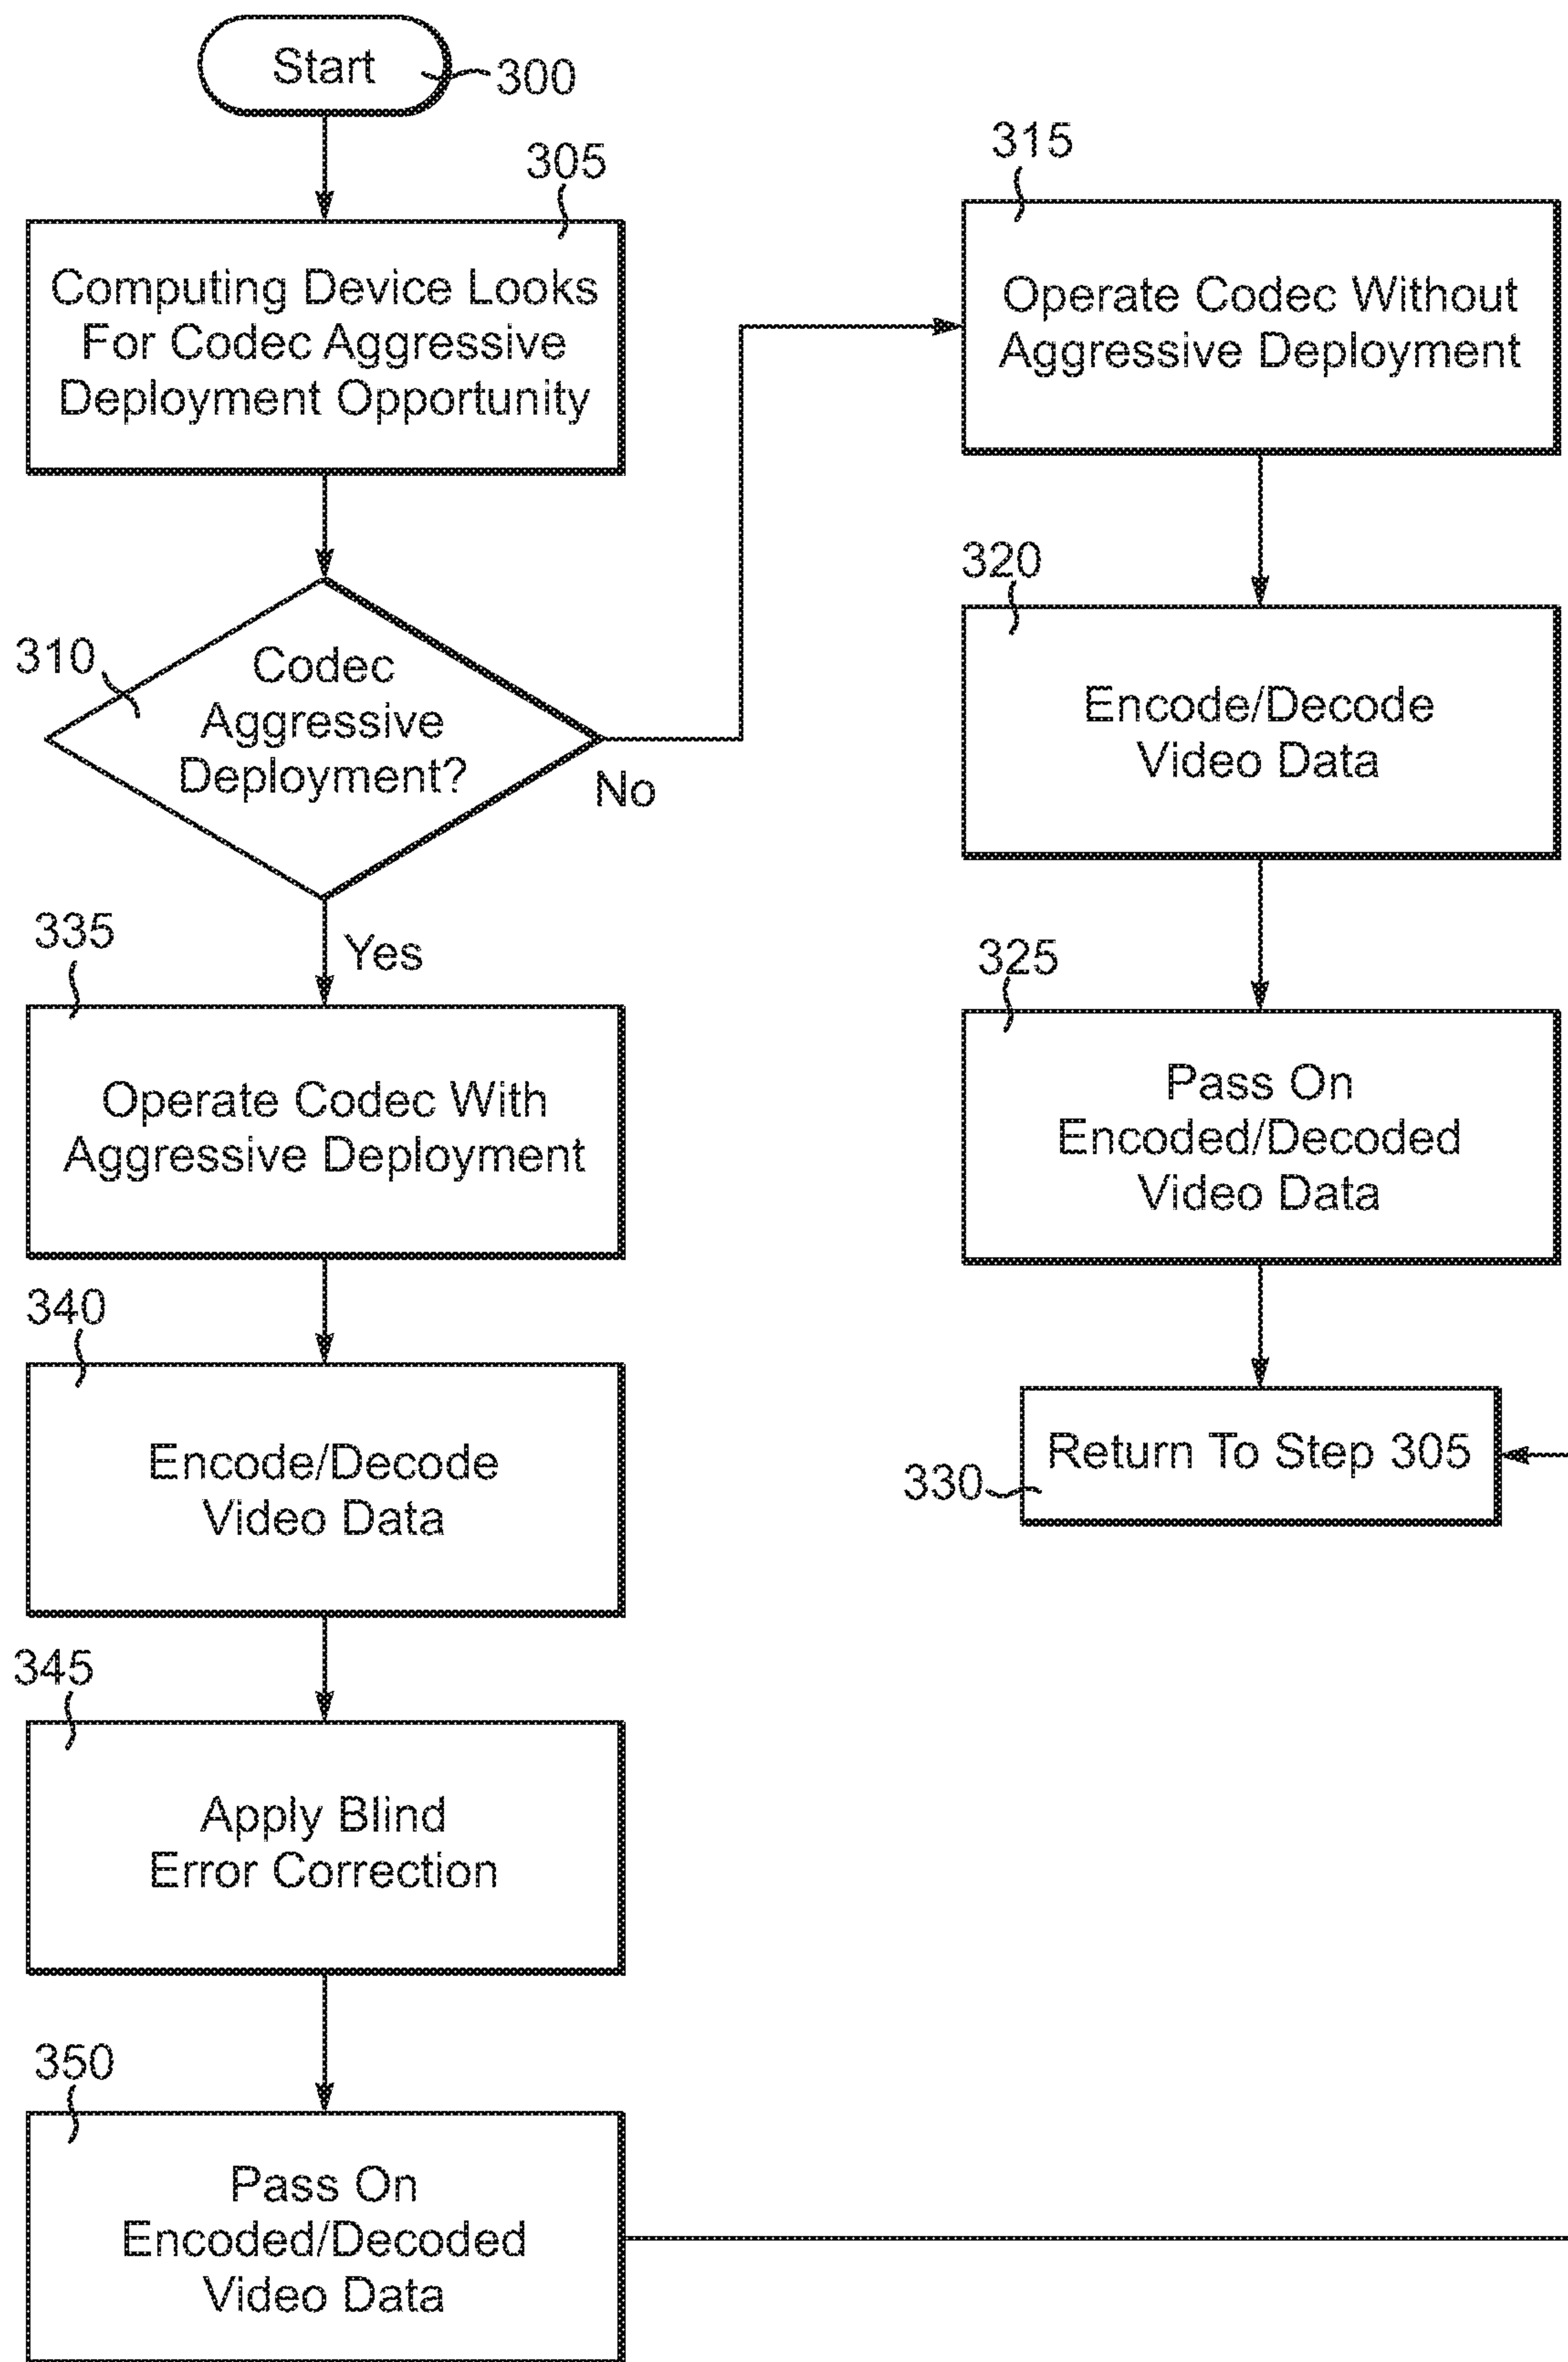 Start
300
305
Computing Device Looks
For Codec Aggressive
Deployment Opportunity
310
Codec
Aggressive
Deployment?
No
Yes
315
Operate Codec Without
Aggressive Deployment
320
Encode/Decode
Video Data
325
Pass On
Encoded/Decoded
Video Data
Return To Step 305
330
335
Operate Codec With
Aggressive Deployment
340
Encode/Decode
Video Data
345
Apply Blind
Error Correction
350
Pass On
Encoded/Decoded
Video Data